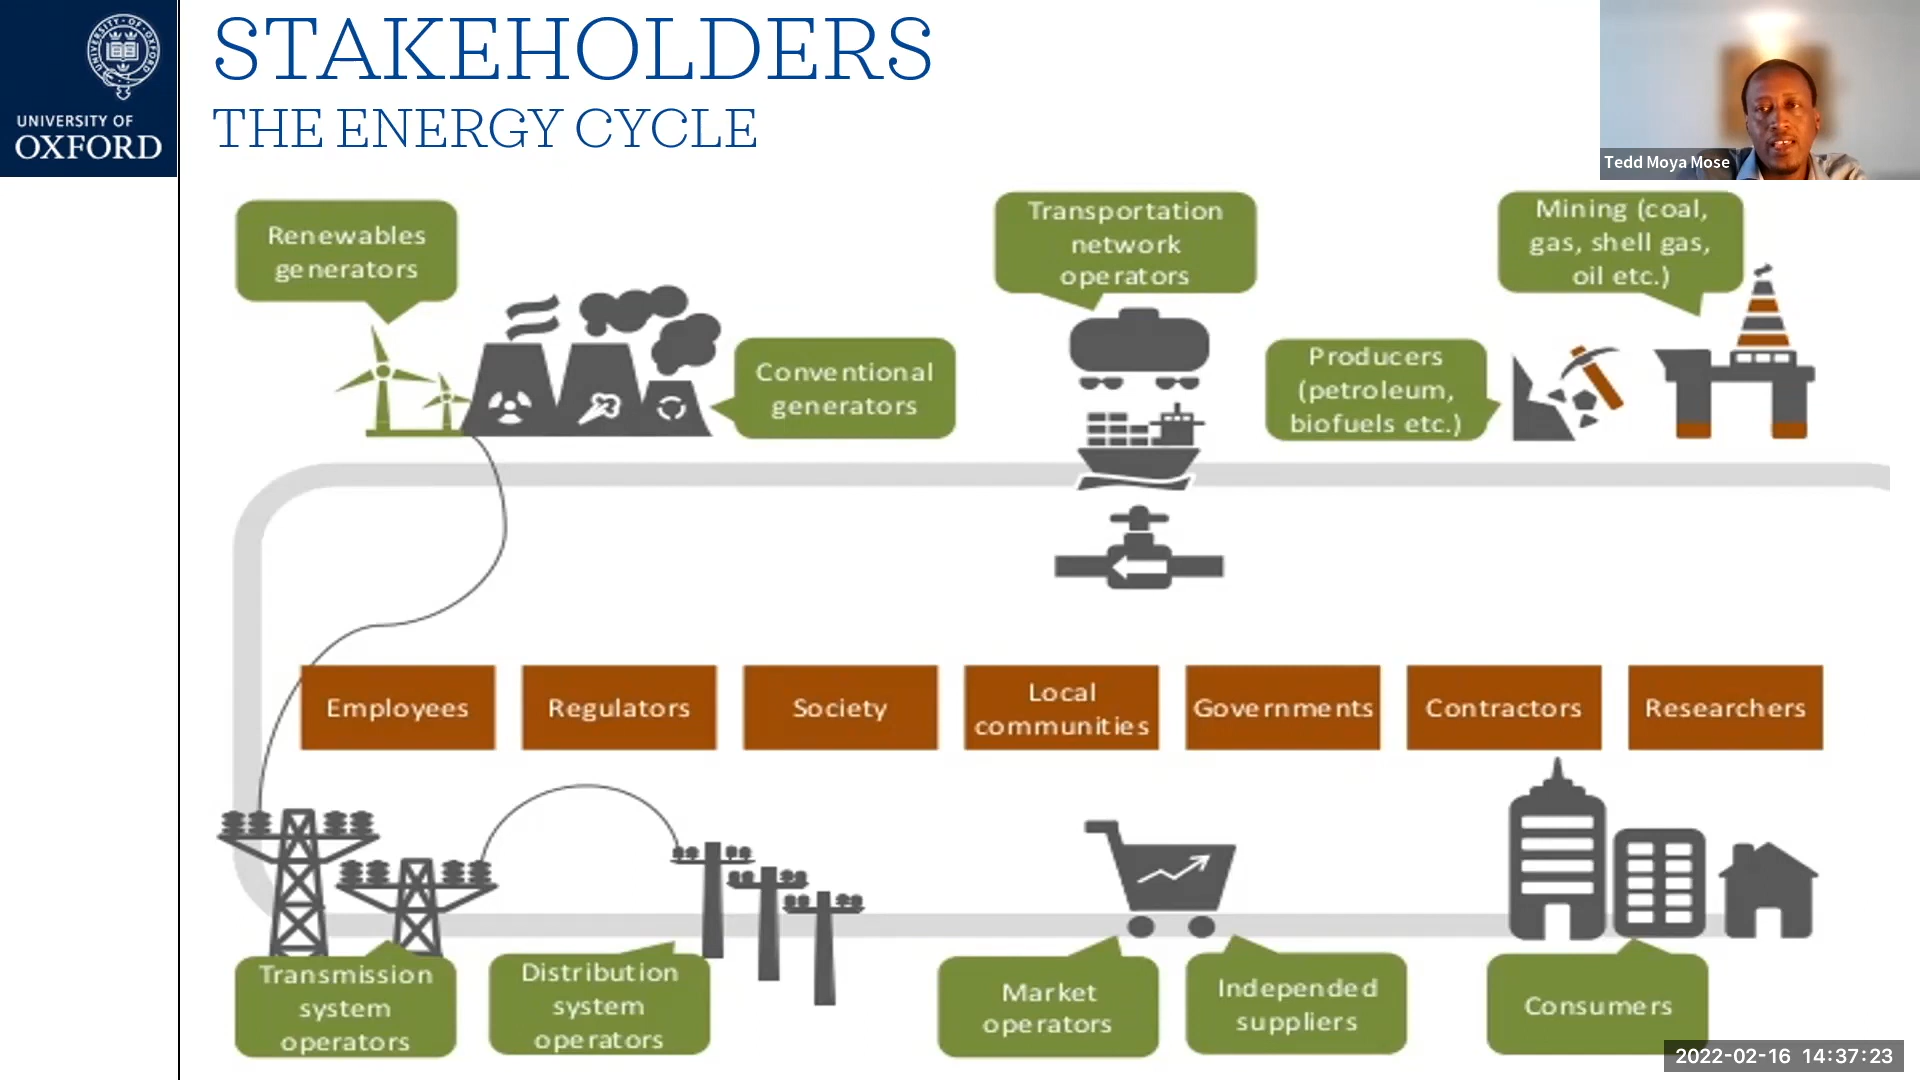 UNIVERSITY OF
OXFORD
STAKEHOLDERS
THE ENERGY CYCLE
Tedd Moya Mose
Renewables
generators
Conventional
generators
Transportation
network
operators
Producers
(petroleum,
biofuels etc.)
Mining (coal,
gas, shell gas,
oil etc.)
Employees
Regulators
Society
Local
communities
Governments
Contractors
Researchers
Transmission
system
operators
Distribution
system
operators
Market
operators
Independed
suppliers
Consumers
2022-02-16 14:37:23